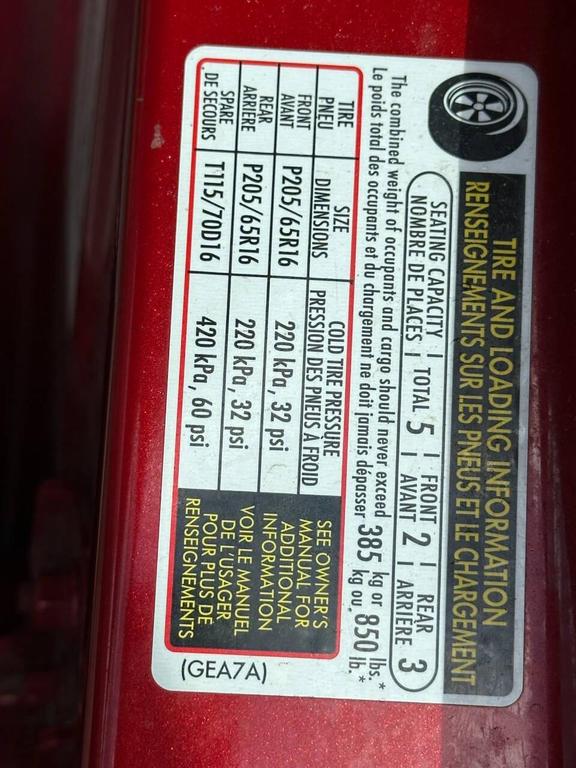 TIRE AND LOADING INFORMATION
RENSEIGNEMENTS SUR LES PNEUS ET LE CHARGEMENT
SEATING CAPACITY | TOTAL 5 | FRONT 2 | REAR 3
NOMBRE DE PLACES | TOTAL 5 | AVANT 2 | ARRIÈRE 3
The combined weight of occupants and cargo should never exceed 385 kg or 850 lbs.*
Le poids total des occupants et du chargement ne doit jamais dépasser 385 kg ou 850 lb.*
TIRE SIZE COLD TIRE PRESSURE
PNEU DIMENSIONS PRESSION DES PNEUS À FROID
FRONT
AVANT
P205/65R16 220 kPa, 32 psi
REAR
ARRIÈRE
P205/65R16 220 kPa, 32 psi
SPARE
DE SECOURS
T115/70D16 420 kPa, 60 psi
SEE OWNER'S
MANUAL FOR
ADDITIONAL
INFORMATION
VOIR LE MANUEL
DE L'USAGER
POUR PLUS DE
RENSEIGNEMENTS
(GEA7A)